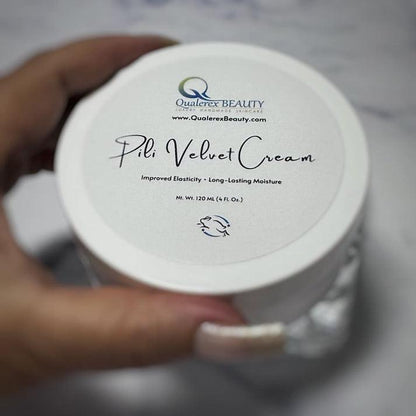 Qualerex BEAUTY
LUXURY HANDMADE SKINCARE
www.QualerexBeauty.com
Pili Velvet Cream
Improved Elasticity • Long-Lasting Moisture
Nt. Wt. 120 ML (4 Fl. Oz.)